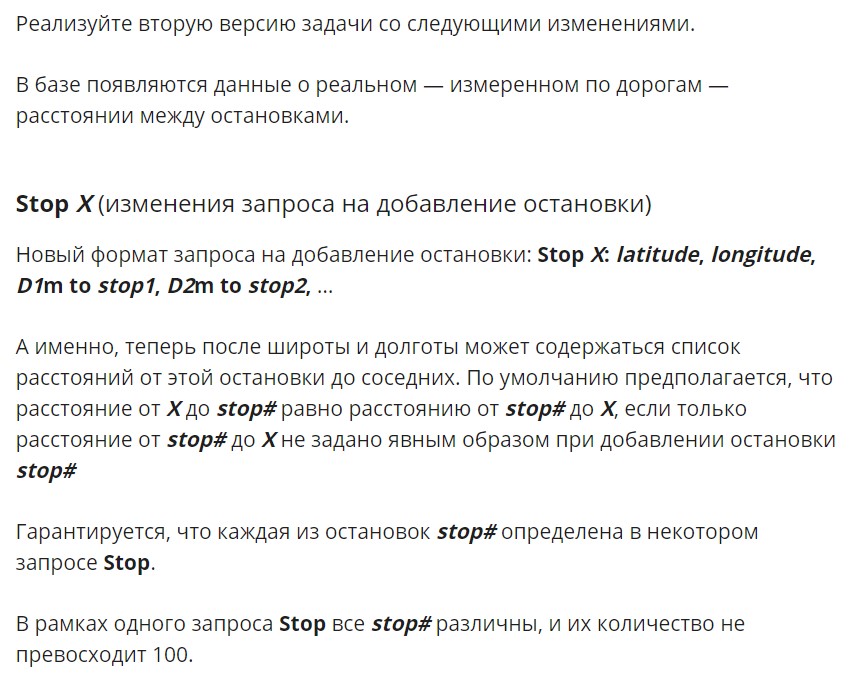 Реализуйте вторую версию задачи со следующими изменениями.
В базе появляются данные о реальном — измеренном по дорогам —
расстоянии между остановками.
Stop X (изменения запроса на добавление остановки)
Новый формат запроса на добавление остановки: Stop X: latitude, longitude,
D1m to stop1, D2m to stop2, ...
А именно, теперь после широты и долготы может содержаться список
расстояний от этой остановки до соседних. По умолчанию предполагается, что
расстояние от X до stop# равно расстоянию от stop# до X, если только
расстояние от stop# до X не задано явным образом при добавлении остановки
stop#
Гарантируется, что каждая из остановок stop# определена в некотором
запросе Stop.
В рамках одного запроса Stop все stop# различны, и их количество не
превосходит 100.